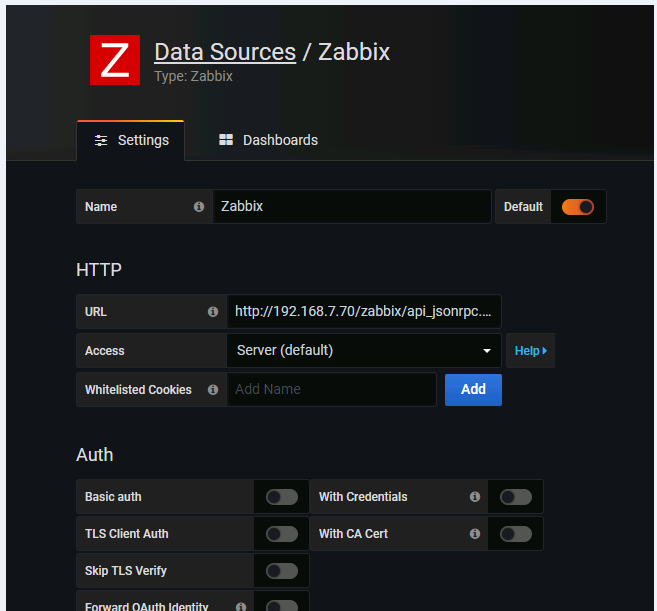 Z
Data Sources / Zabbix
Type: Zabbix
Settings
Dashboards
Name
Zabbix
Default
HTTP
URL
http://192.168.7.70/zabbix/api_jsonrpc....
Access
Server (default)
Help
Whitelisted Cookies
Add Name
Add
Auth
Basic auth
With Credentials
TLS Client Auth
With CA Cert
Skip TLS Verify
Forward OAuth Identity